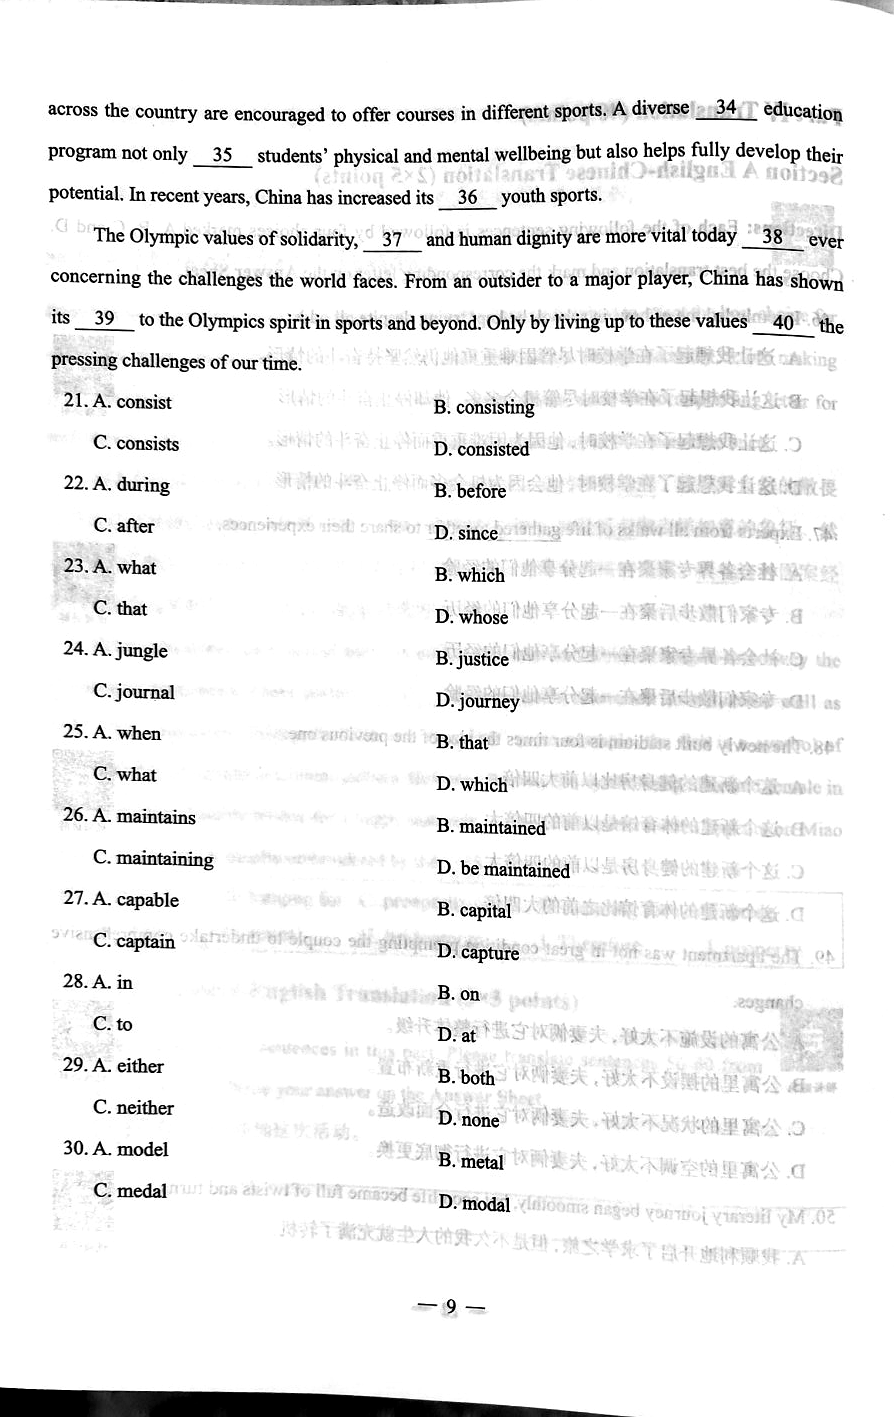 across the country are encouraged to offer courses in different sports. A diverse 34 education
program not only 35 students' physical and mental wellbeing but also helps fully develop their
potential. In recent years, China has increased its 36 youth sports.
The Olympic values of solidarity, 37 and human dignity are more vital today 38 ever
concerning the challenges the world faces. From an outsider to a major player, China has shown
its 39 to the Olympics spirit in sports and beyond. Only by living up to these values 40 the
pressing challenges of our time.
21. A. consist B. consisting
C. consists D. consisted
22. A. during B. before
C. after D. since
23. A. what B. which
C. that D. whose
24. A. jungle B. justice
C. journal D. journey
25. A. when B. that
C. what D. which
26. A. maintains B. maintained
C. maintaining D. be maintained
27. A. capable B. capital
C. captain D. capture
28. A. in B. on
C. to D. at
29. A. either B. both
C. neither D. none
30. A. model B. metal
C. medal D. modal
— 9 —